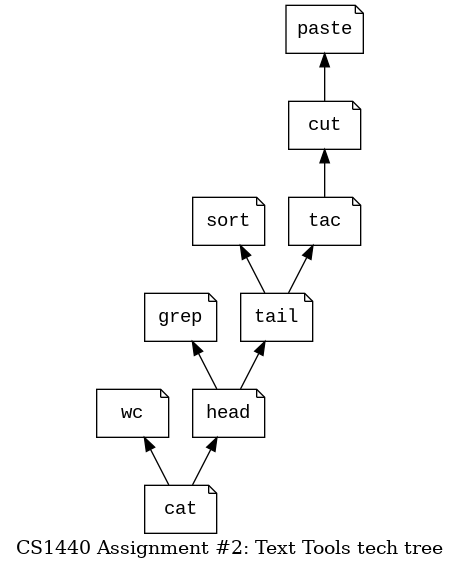 paste
cut
sort tac
grep tail
wc head
cat
CS1440 Assignment #2: Text Tools tech tree